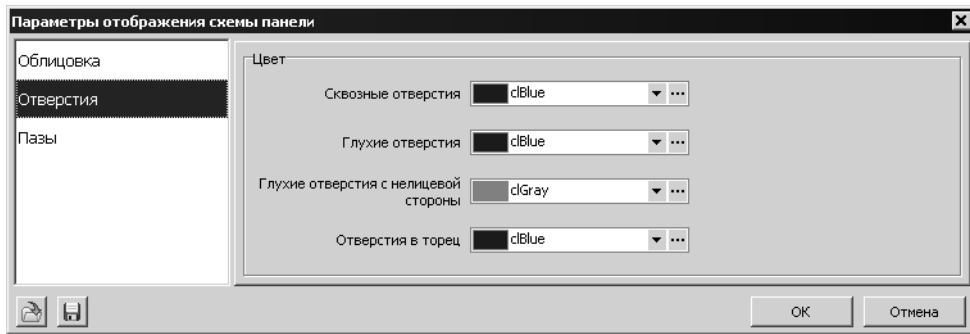 Параметры отображения схемы панели
Облицовка
Отверстия
Пазы
Цвет
Сквозные отверстия clBlue
Глухие отверстия clBlue
Глухие отверстия с нелицевой
стороны clGray
Отверстия в торец clBlue
OK Отмена